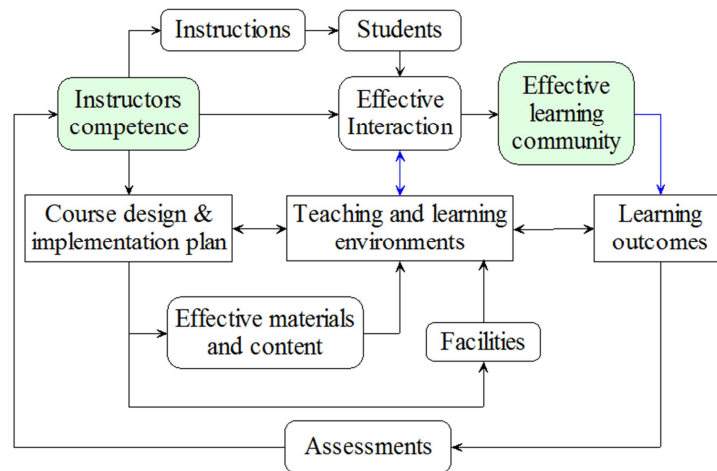 Instructions
Students
Instructors
competence
Effective
Interaction
Effective
learning
community
Course design &
implementation plan
Teaching and learning
environments
Learning
outcomes
Effective materials
and content
Facilities
Assessments